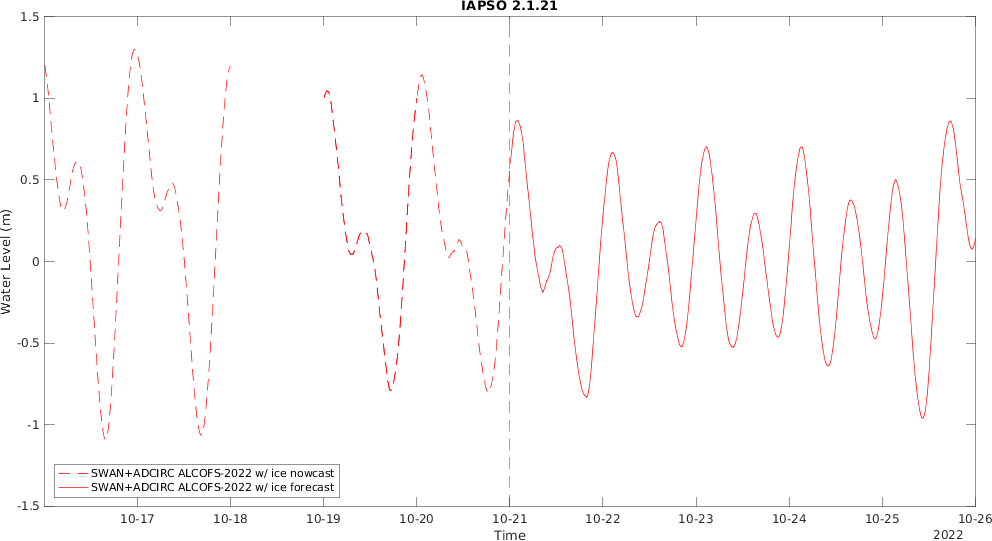 IAPSO 2.1.21
Water Level (m)
1.5
1
0.5
0
-0.5
-1
-1.5
SWAN+ADCIRC ALCOFS-2022 w/ ice nowcast
SWAN+ADCIRC ALCOFS-2022 w/ ice forecast
10-17 10-18 10-19 10-20 10-21 10-22 10-23 10-24 10-25 10-26
Time
2022